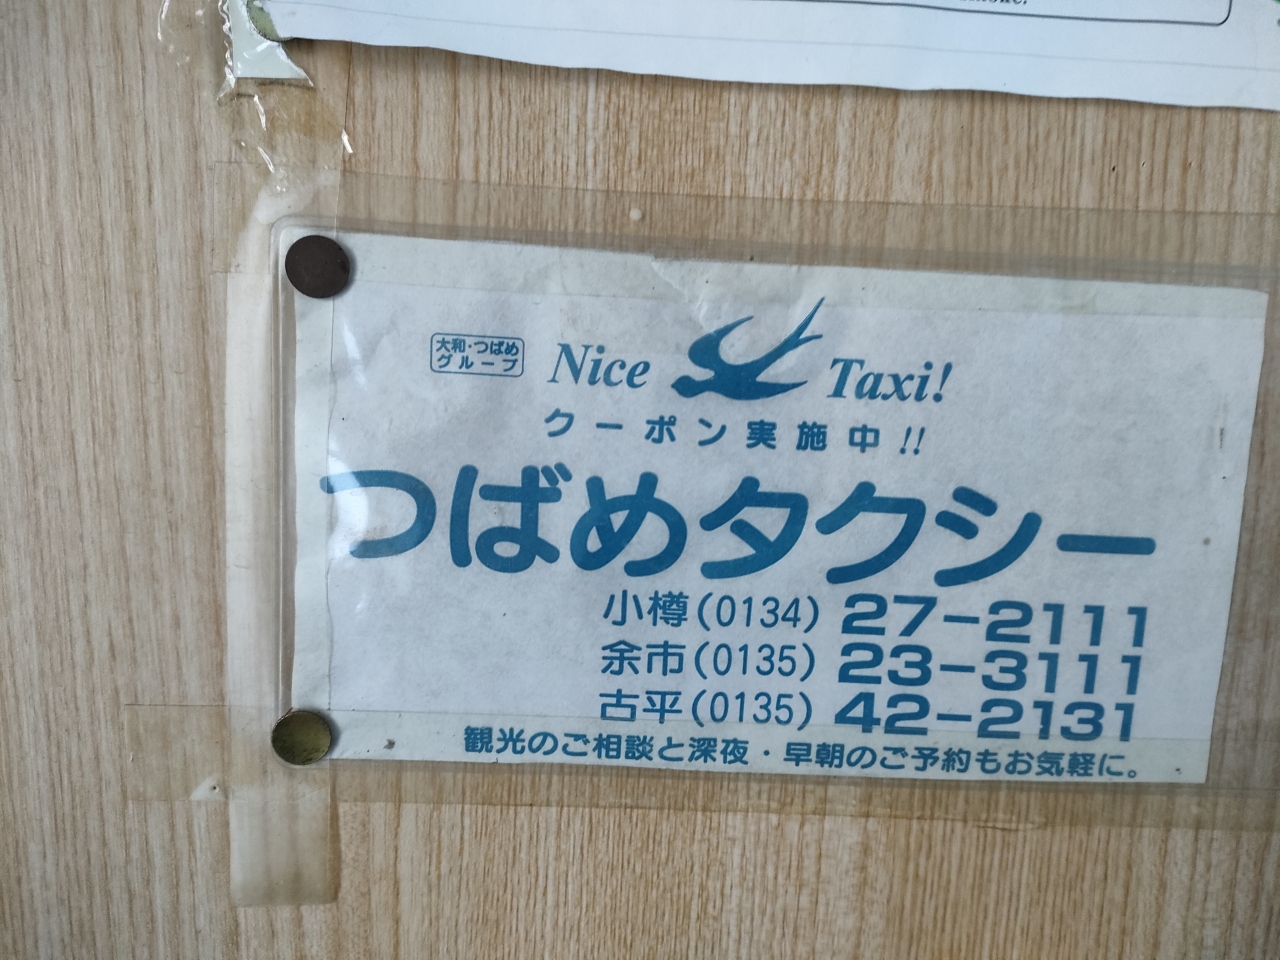 大和・つばめ
グループ
Nice Taxi!
クーポン実施中!!
つばめタクシー
小樽(0134) 27-2111
余市(0135) 23-3111
古平(0135) 42-2131
観光のご相談と深夜・早朝のご予約もお気軽に。